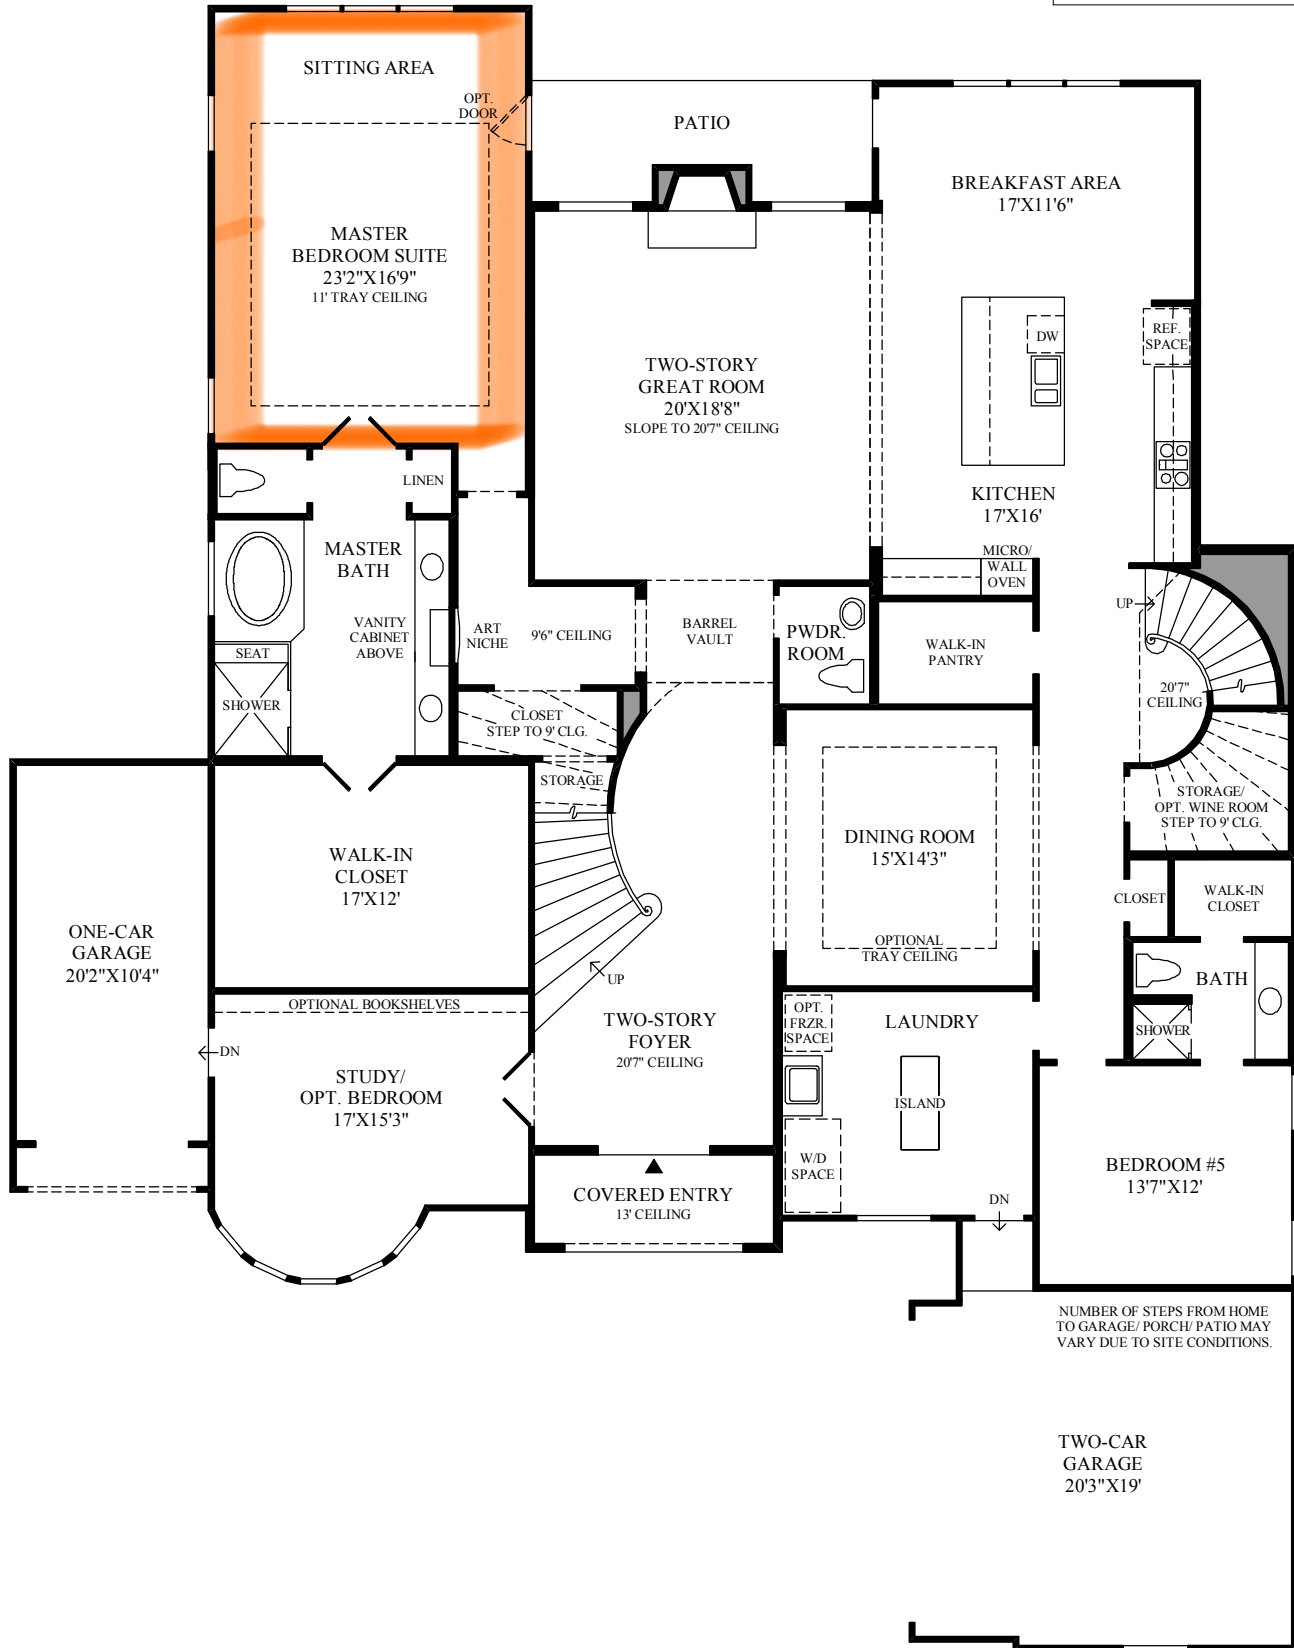 SITTING AREA
OPT.
DOOR
PATIO
BREAKFAST AREA
17'X11'6"
MASTER
BEDROOM SUITE
23'2"X16'9"
11' TRAY CEILING
TWO-STORY
GREAT ROOM
20'X18'8"
SLOPE TO 20'7" CEILING
DW
REF.
SPACE
LINEN
KITCHEN
17'X16'
MASTER
BATH
MICRO/
WALL
OVEN
VANITY
CABINET
ABOVE
ART
NICHE
9'6" CEILING
BARREL
VAULT
PWDR.
ROOM
WALK-IN
PANTRY
UP
SEAT
SHOWER
CLOSET
STEP TO 9' CLG.
20'7"
CEILING
STORAGE
STORAGE/
OPT. WINE ROOM
STEP TO 9' CLG.
DINING ROOM
15'X14'3"
WALK-IN
CLOSET
17'X12'
CLOSET
WALK-IN
CLOSET
ONE-CAR
GARAGE
20'2"X10'4"
OPTIONAL
TRAY CEILING
UP
BATH
OPTIONAL BOOKSHELVES
OPT.
FRZR.
SPACE
LAUNDRY
SHOWER
TWO-STORY
FOYER
20'7" CEILING
DN
STUDY/
OPT. BEDROOM
17'X15'3"
ISLAND
W/D
SPACE
BEDROOM #5
13'7"X12'
COVERED ENTRY
13' CEILING
DN
NUMBER OF STEPS FROM HOME
TO GARAGE/ PORCH/ PATIO MAY
VARY DUE TO SITE CONDITIONS.
TWO-CAR
GARAGE
20'3"X19'